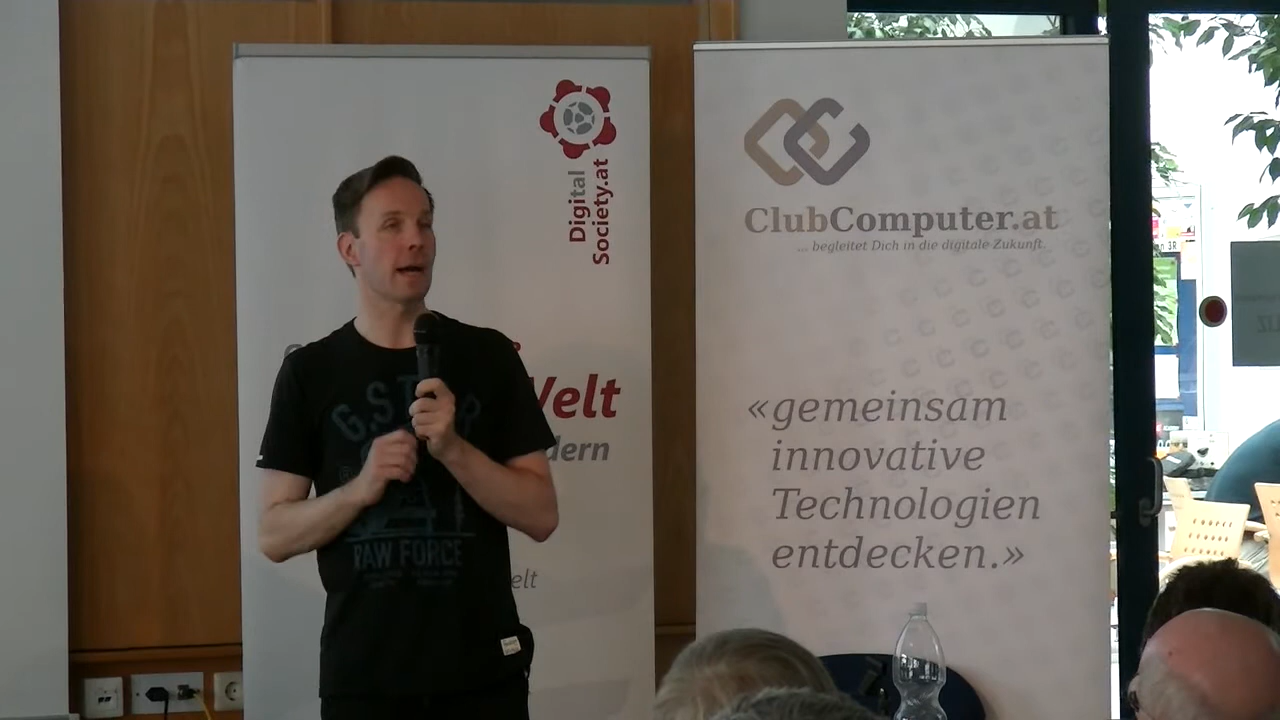 Digital
Society.at
Welt
dern
elt
G.ST
RAW FORCE
ClubComputer.at
... begleitet Dich in die digitale Zukunft.
«gemeinsam
innovative
Technologien
entdecken.»